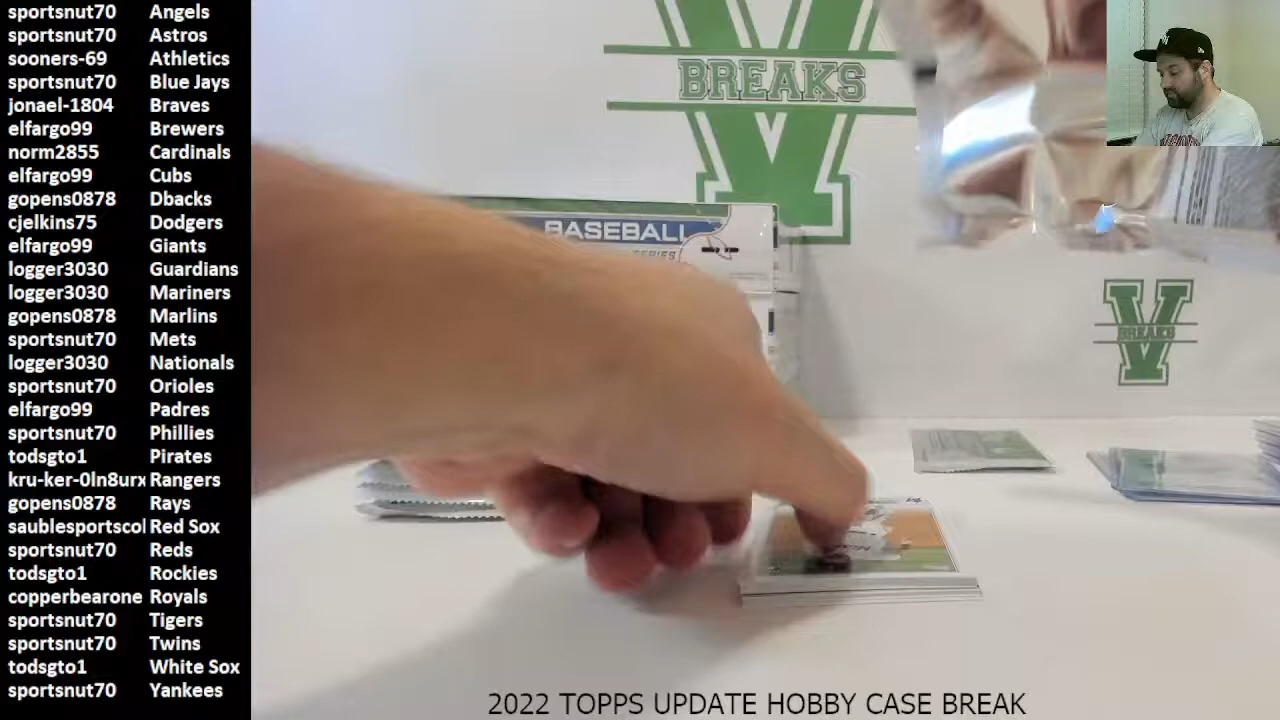 sportsnut70 Angels
sportsnut70 Astros
sooners-69 Athletics
sportsnut70 Blue Jays
jonael-1804 Braves
elfargo99 Brewers
norm2855 Cardinals
elfargo99 Cubs
gopens0878 Dbacks
cjelkins75 Dodgers
elfargo99 Giants
logger3030 Guardians
logger3030 Mariners
gopens0878 Marlins
sportsnut70 Mets
logger3030 Nationals
sportsnut70 Orioles
elfargo99 Padres
sportsnut70 Phillies
todsgto1 Pirates
kru-ker-0ln8urx Rangers
gopens0878 Rays
saublesportscol Red Sox
sportsnut70 Reds
todsgto1 Rockies
copperbearone Royals
sportsnut70 Tigers
sportsnut70 Twins
todsgto1 White Sox
sportsnut70 Yankees
V BREAKS
BASEBALL
SERIES
V BREAKS
2022 TOPPS UPDATE HOBBY CASE BREAK